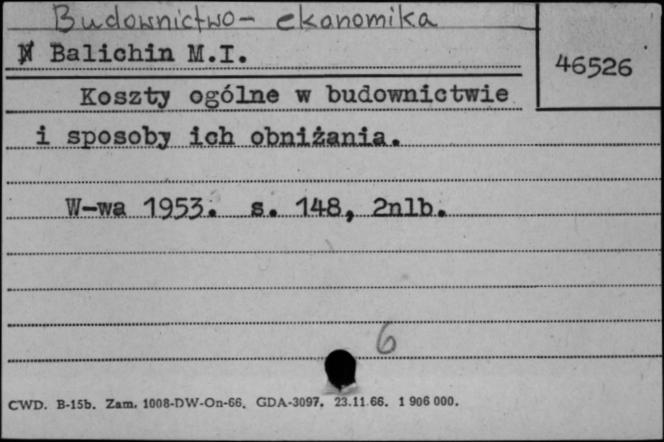 Budownictwo - ekonomika
Balichin M.I.
46526
Koszty ogólne w budownictwie
i sposoby ich obniżania.
W-wa 1953. s. 148, 2nlb.
6
CWD. B-15b. Zam. 1008-DW-On-66. GDA-3097. 23.11.66. 1 906 000.